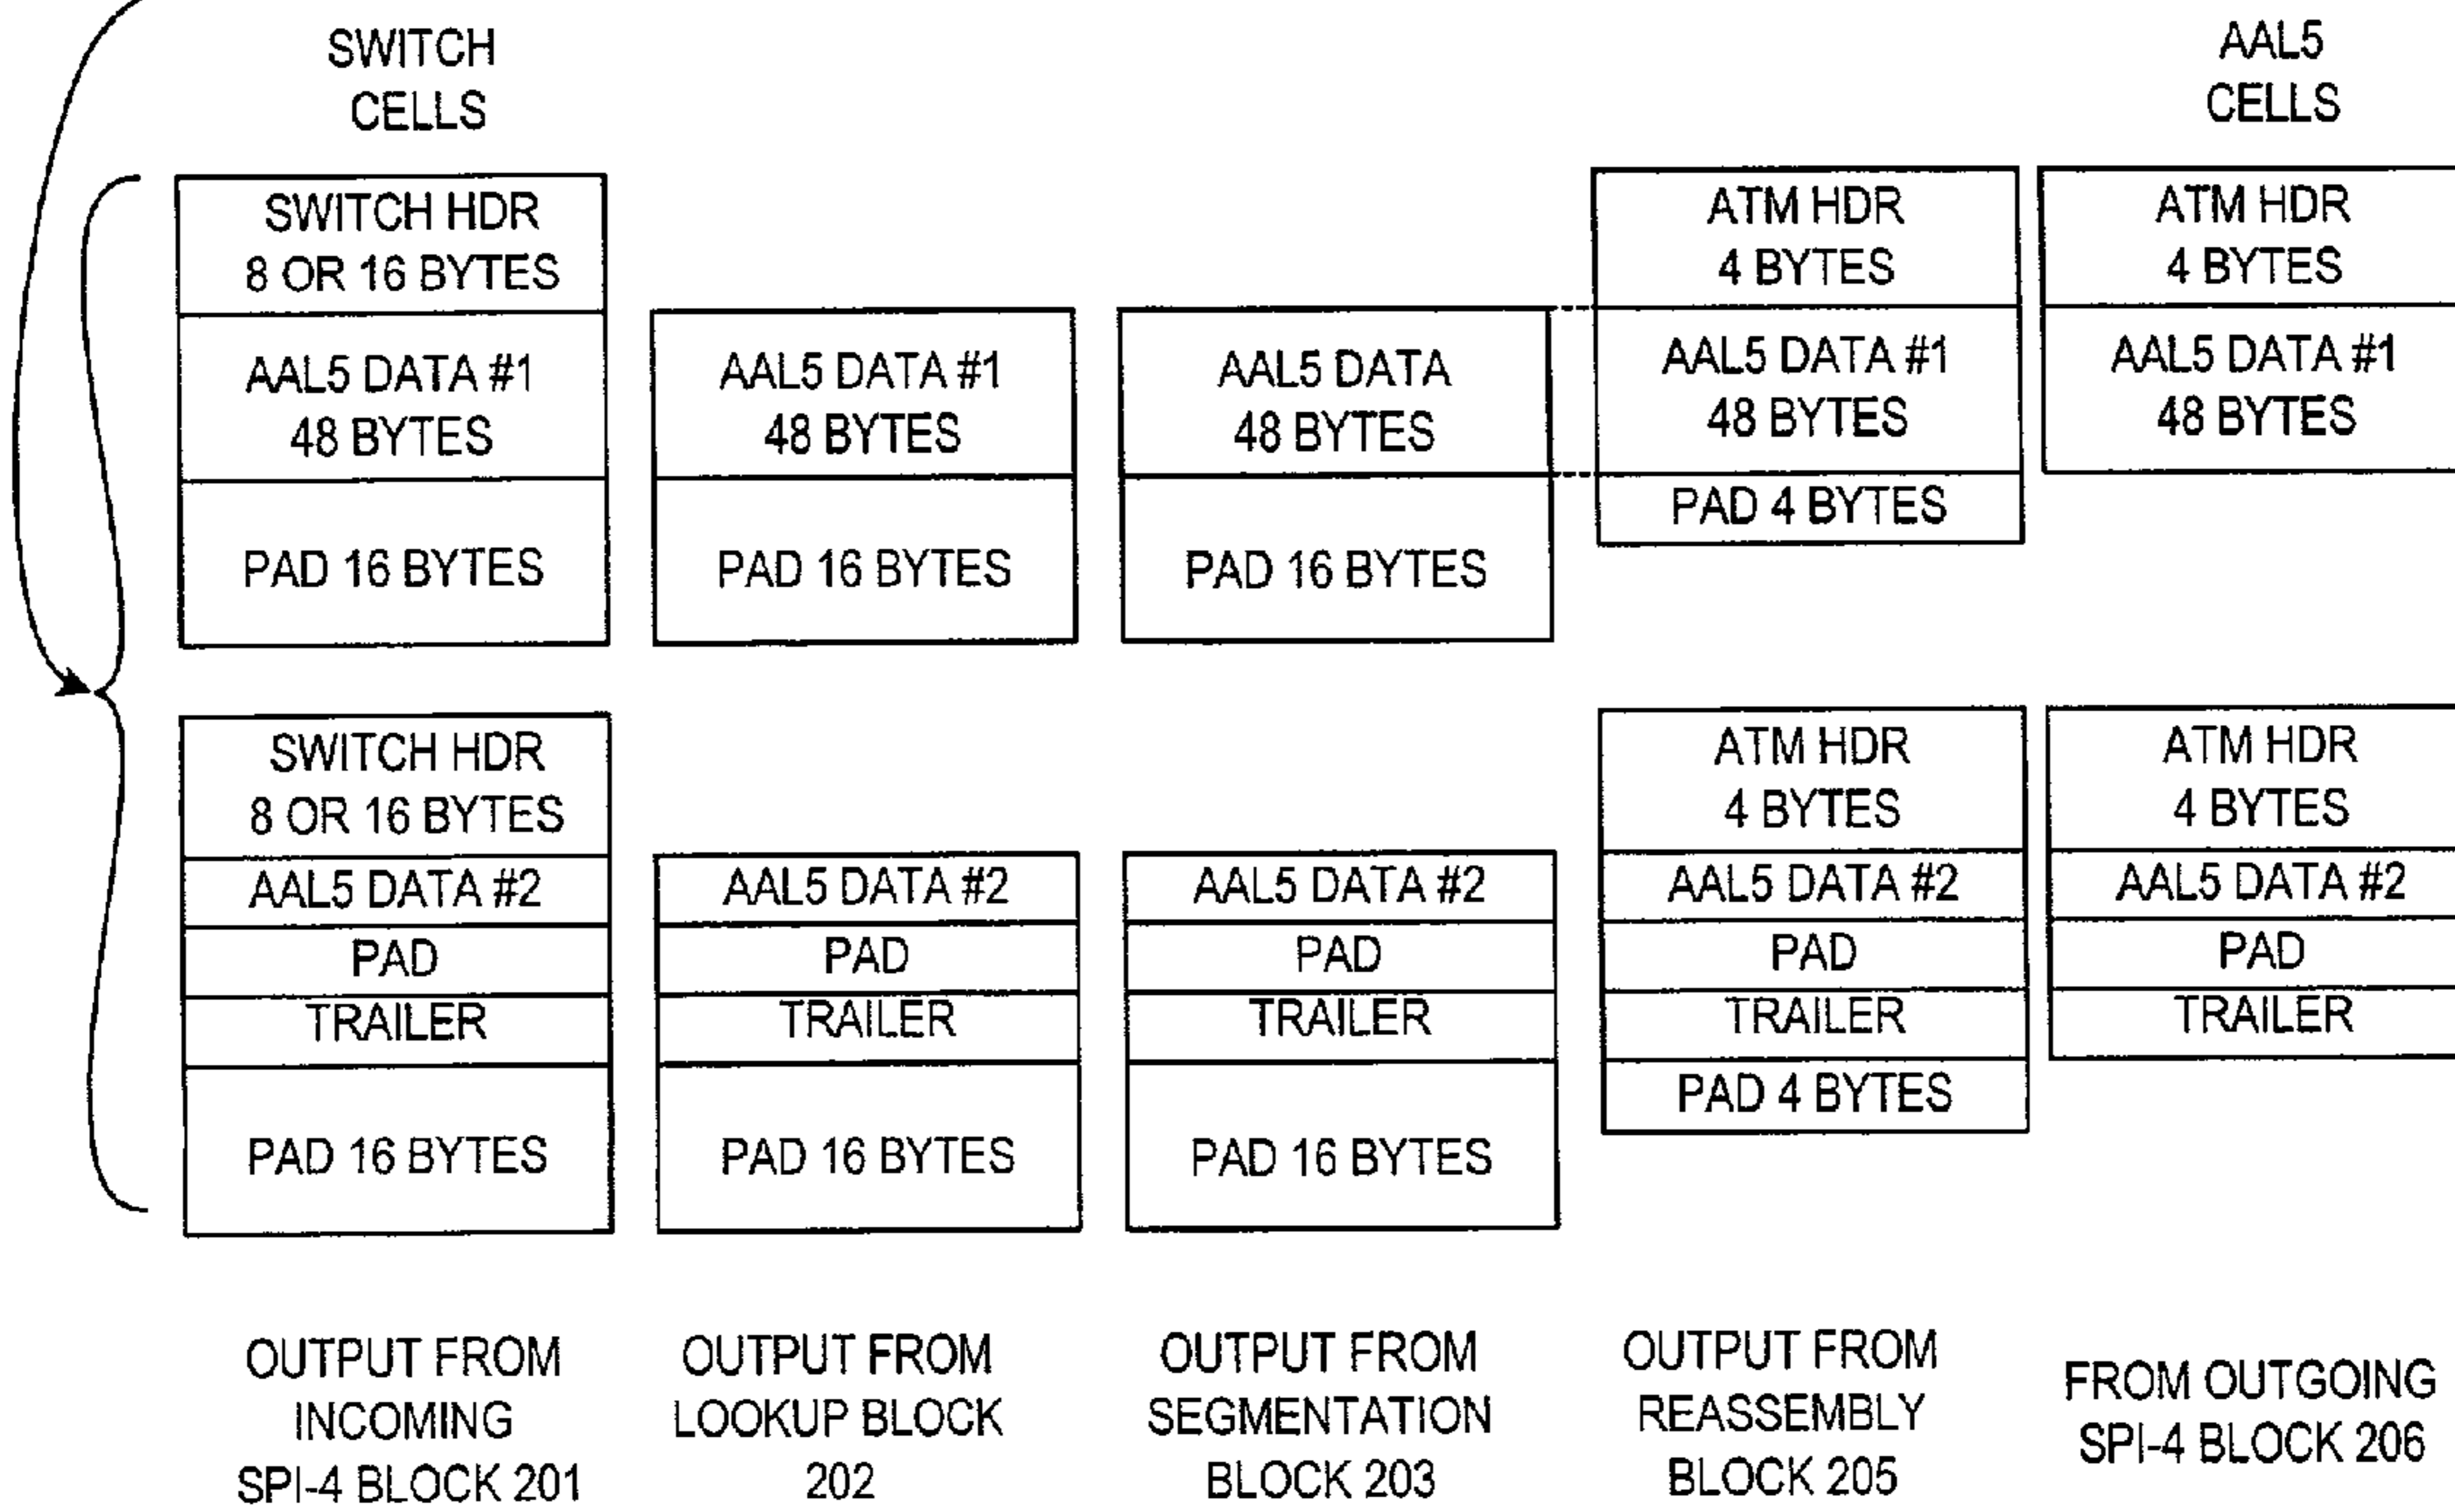 SWITCH
CELLS
AAL5
CELLS
SWITCH HDR
8 OR 16 BYTES
AAL5 DATA #1
48 BYTES
PAD 16 BYTES
AAL5 DATA #1
48 BYTES
PAD 16 BYTES
AAL5 DATA
48 BYTES
PAD 16 BYTES
ATM HDR
4 BYTES
AAL5 DATA #1
48 BYTES
PAD 4 BYTES
ATM HDR
4 BYTES
AAL5 DATA #1
48 BYTES
SWITCH HDR
8 OR 16 BYTES
AAL5 DATA #2
PAD
TRAILER
PAD 16 BYTES
AAL5 DATA #2
PAD
TRAILER
PAD 16 BYTES
AAL5 DATA #2
PAD
TRAILER
PAD 16 BYTES
ATM HDR
4 BYTES
AAL5 DATA #2
PAD
TRAILER
PAD 4 BYTES
ATM HDR
4 BYTES
AAL5 DATA #2
PAD
TRAILER
OUTPUT FROM
INCOMING
SPI-4 BLOCK 201
OUTPUT FROM
LOOKUP BLOCK
202
OUTPUT FROM
SEGMENTATION
BLOCK 203
OUTPUT FROM
REASSEMBLY
BLOCK 205
FROM OUTGOING
SPI-4 BLOCK 206